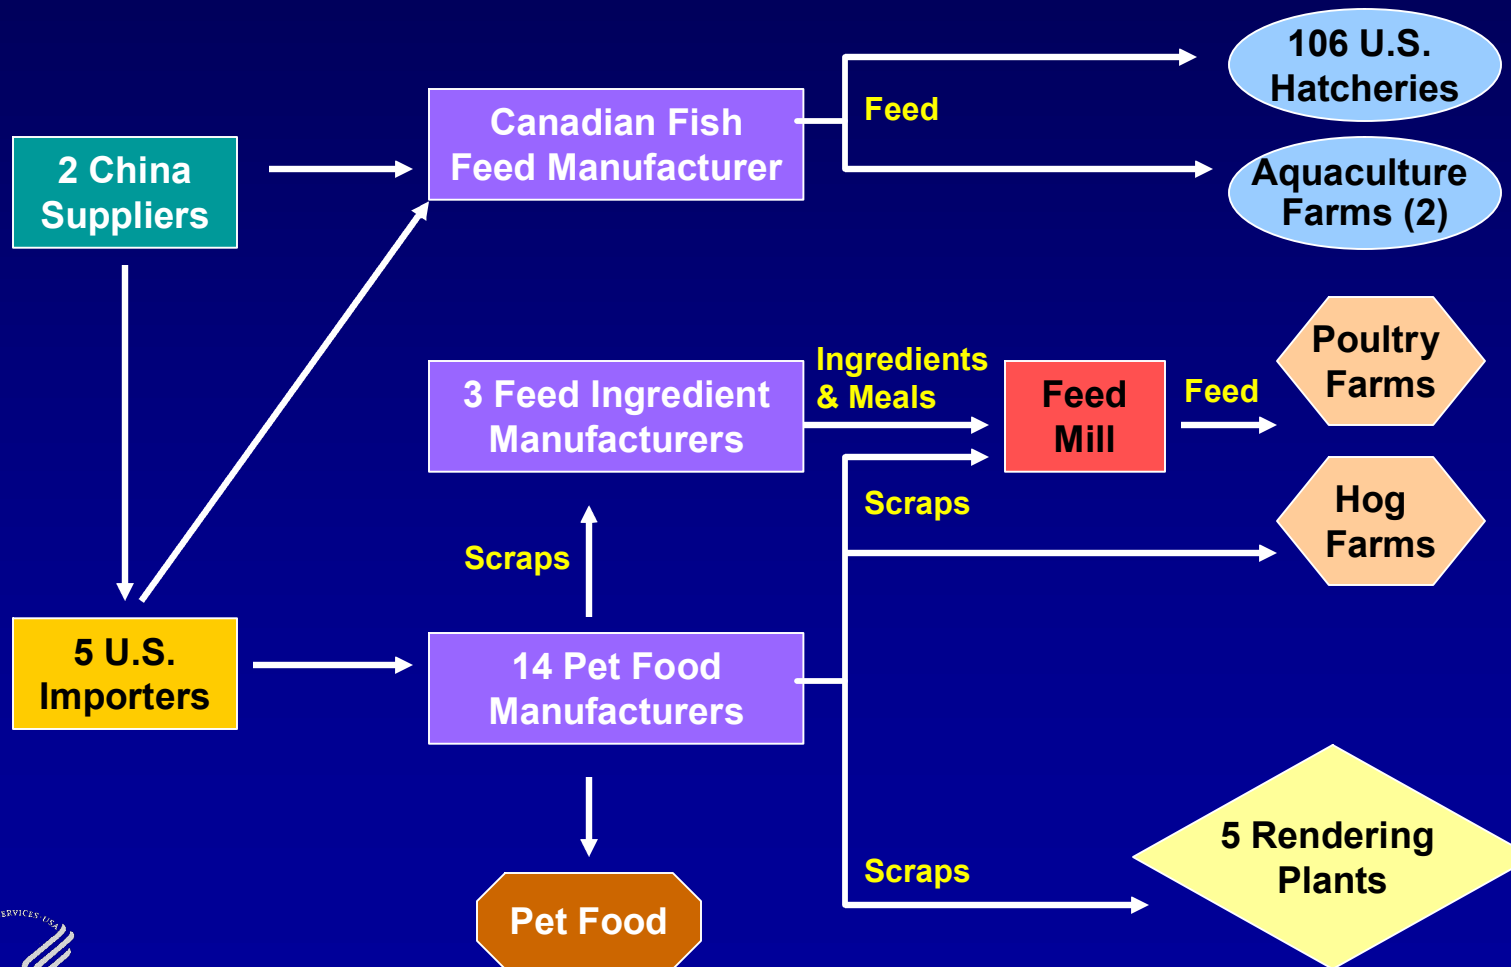 106 U.S.
Hatcheries
Canadian Fish
Feed Manufacturer
Feed
2 China
Suppliers
Aquaculture
Farms (2)
Poultry
Farms
Ingredients
& Meals
3 Feed Ingredient
Manufacturers
Feed
Mill
Feed
Scraps
Hog
Farms
Scraps
5 U.S.
Importers
14 Pet Food
Manufacturers
5 Rendering
Plants
Scraps
Pet Food
SERVICES·USA